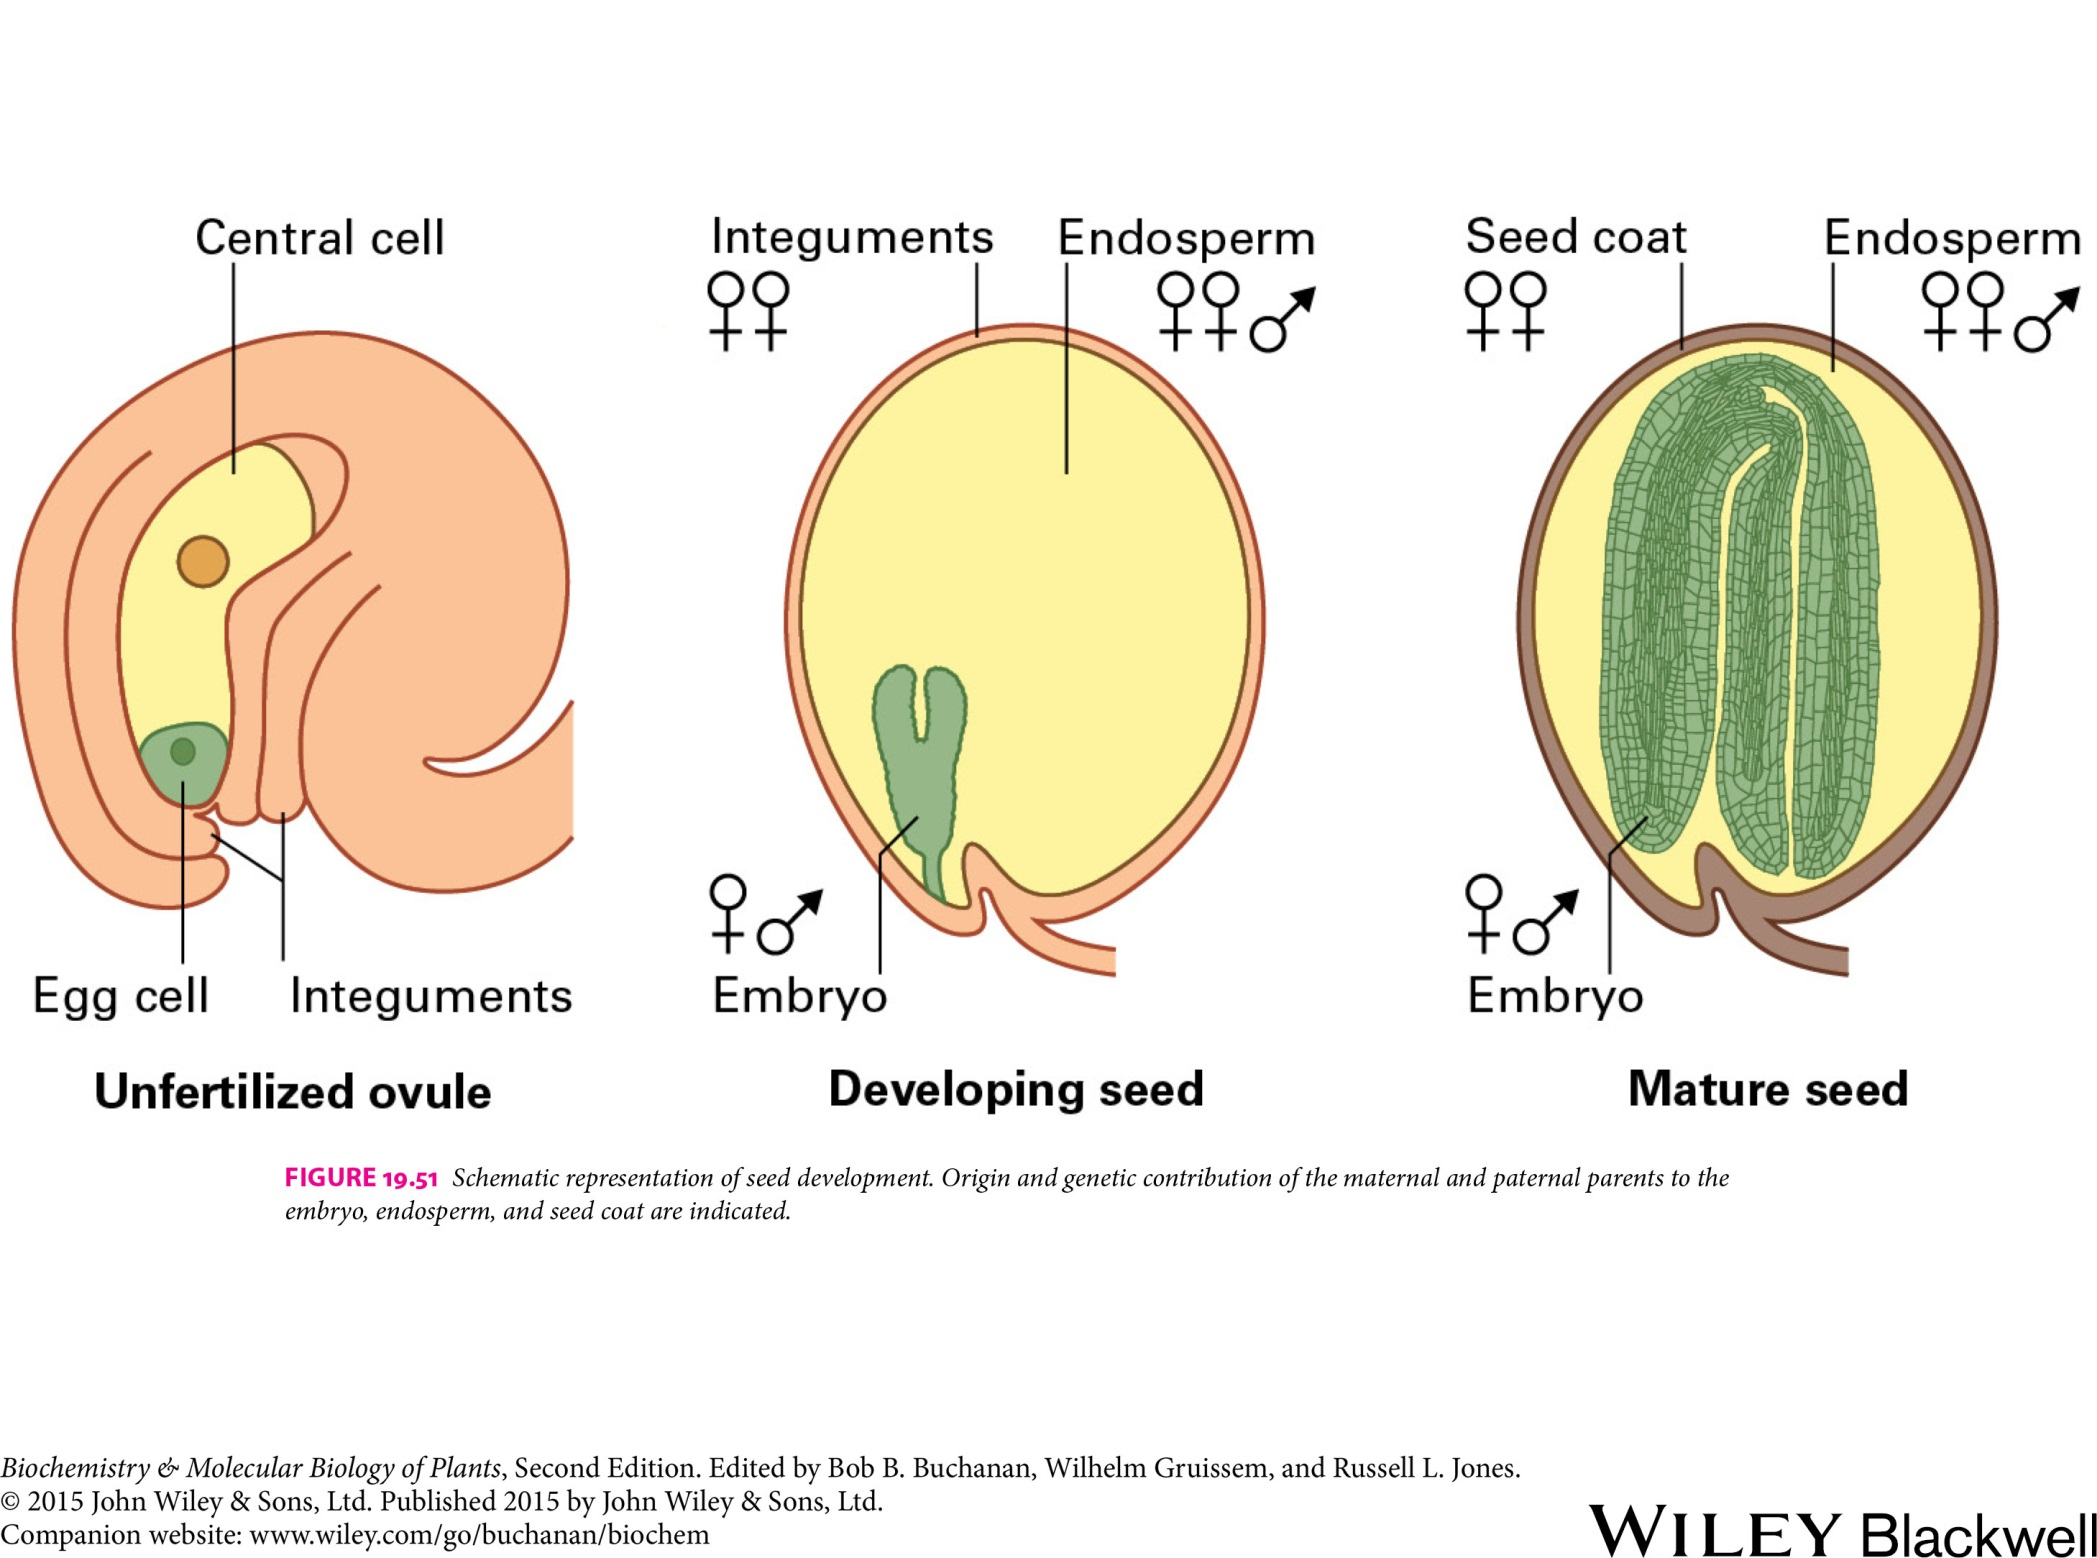 Central cell
Integuments
Endosperm
Seed coat
Endosperm
♀♀
♀♀♂
♀♀
♀♀♂
♀♂
♀♂
Egg cell
Integuments
Embryo
Embryo
Unfertilized ovule
Developing seed
Mature seed
FIGURE 19.51 Schematic representation of seed development. Origin and genetic contribution of the maternal and paternal parents to the
embryo, endosperm, and seed coat are indicated.
Biochemistry & Molecular Biology of Plants, Second Edition. Edited by Bob B. Buchanan, Wilhelm Gruissem, and Russell L. Jones.
© 2015 John Wiley & Sons, Ltd. Published 2015 by John Wiley & Sons, Ltd.
Companion website: www.wiley.com/go/buchanan/biochem
WILEY Blackwell